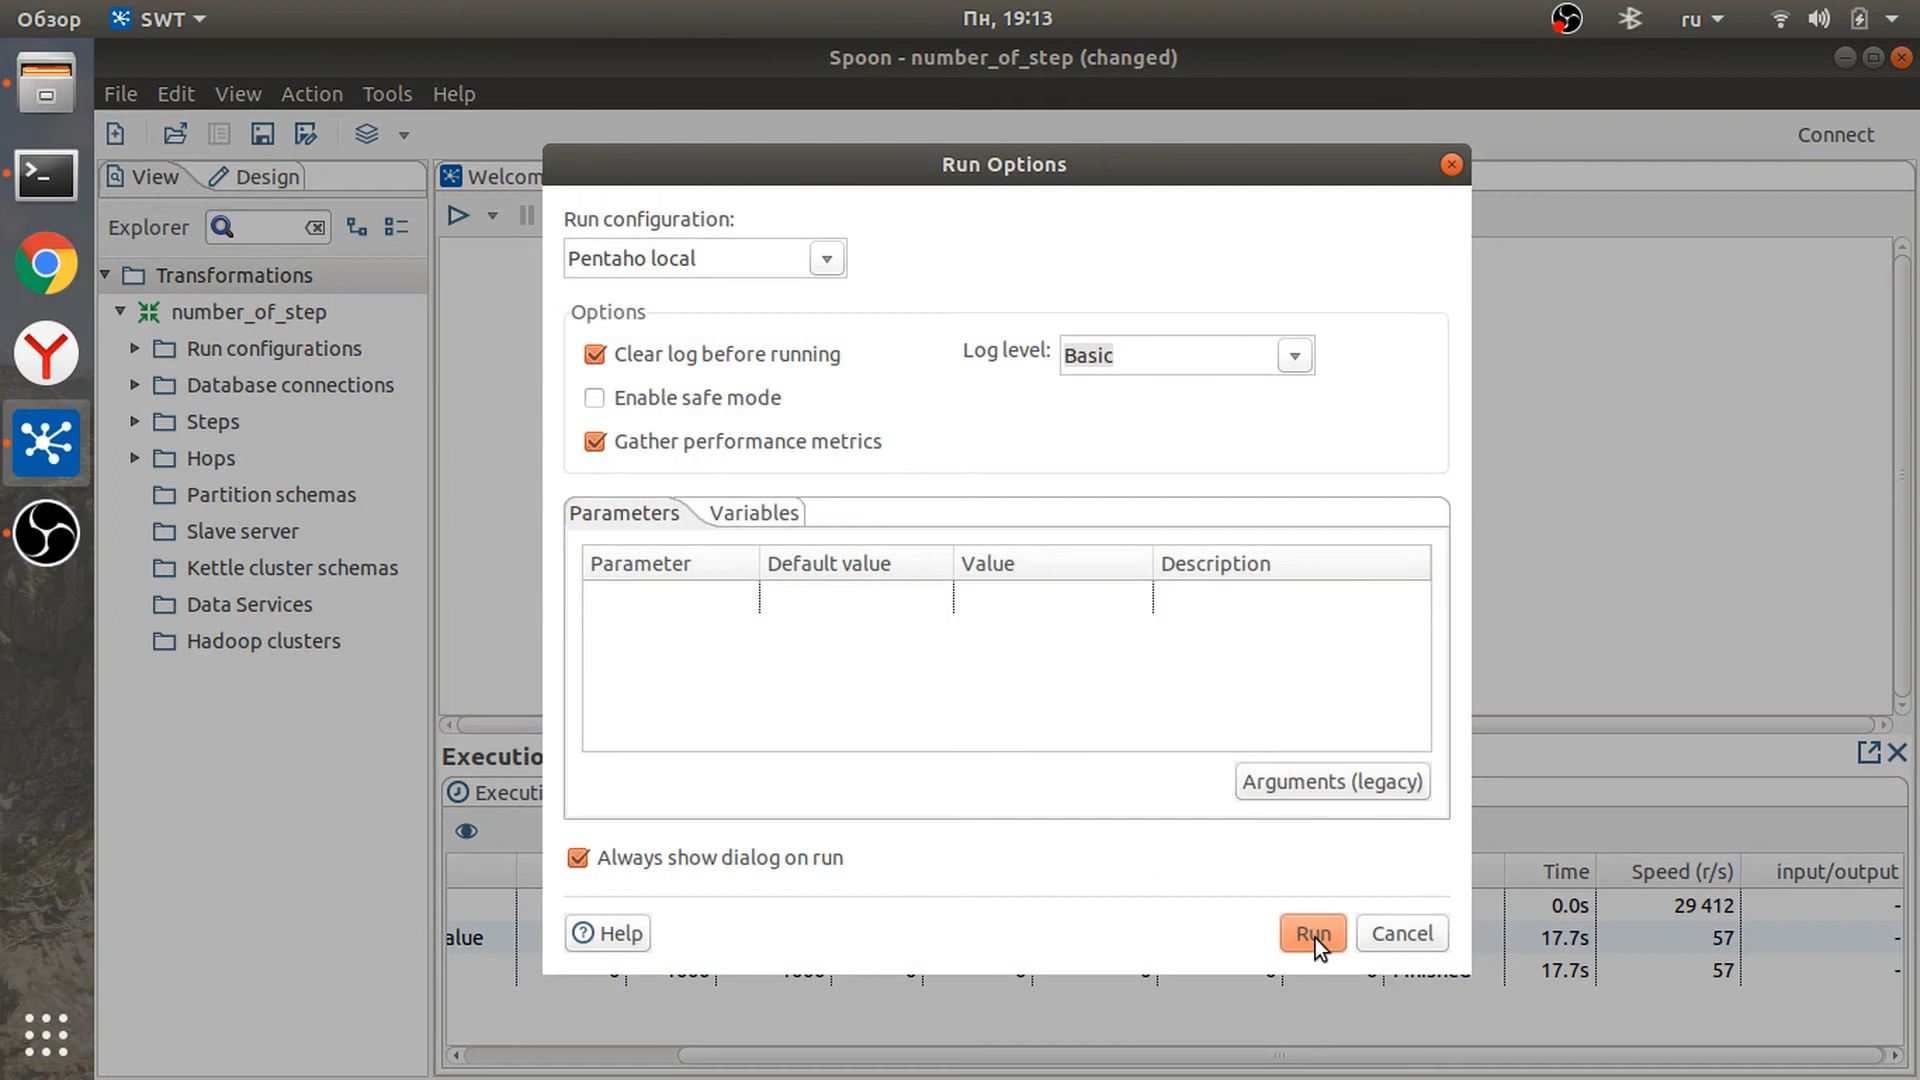 Обзор SWT Пн, 19:13 ru
Spoon - number_of_step (changed)
File Edit View Action Tools Help
Connect
View Design
Explorer
Transformations
number_of_step
Run configurations
Database connections
Steps
Hops
Partition schemas
Slave server
Kettle cluster schemas
Data Services
Hadoop clusters
Welcom
Run Options
Run configuration:
Pentaho local
Options
Clear log before running
Log level: Basic
Enable safe mode
Gather performance metrics
Parameters Variables
Parameter Default value Value Description
Arguments (legacy)
Always show dialog on run
Help Run Cancel
Executio
Executi
Time Speed (r/s) input/output
0.0s 29 412 -
alue 17.7s 57 -
17.7s 57 -